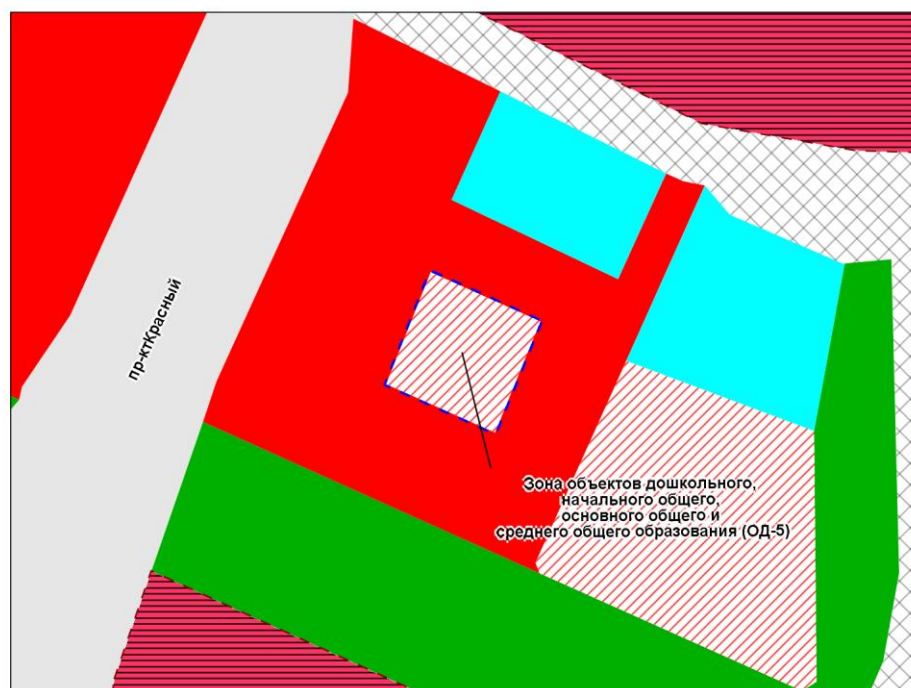 пр-ктКрасный
Зона объектов дошкольного,
начального общего,
основного общего и
среднего общего образования (ОД-5)